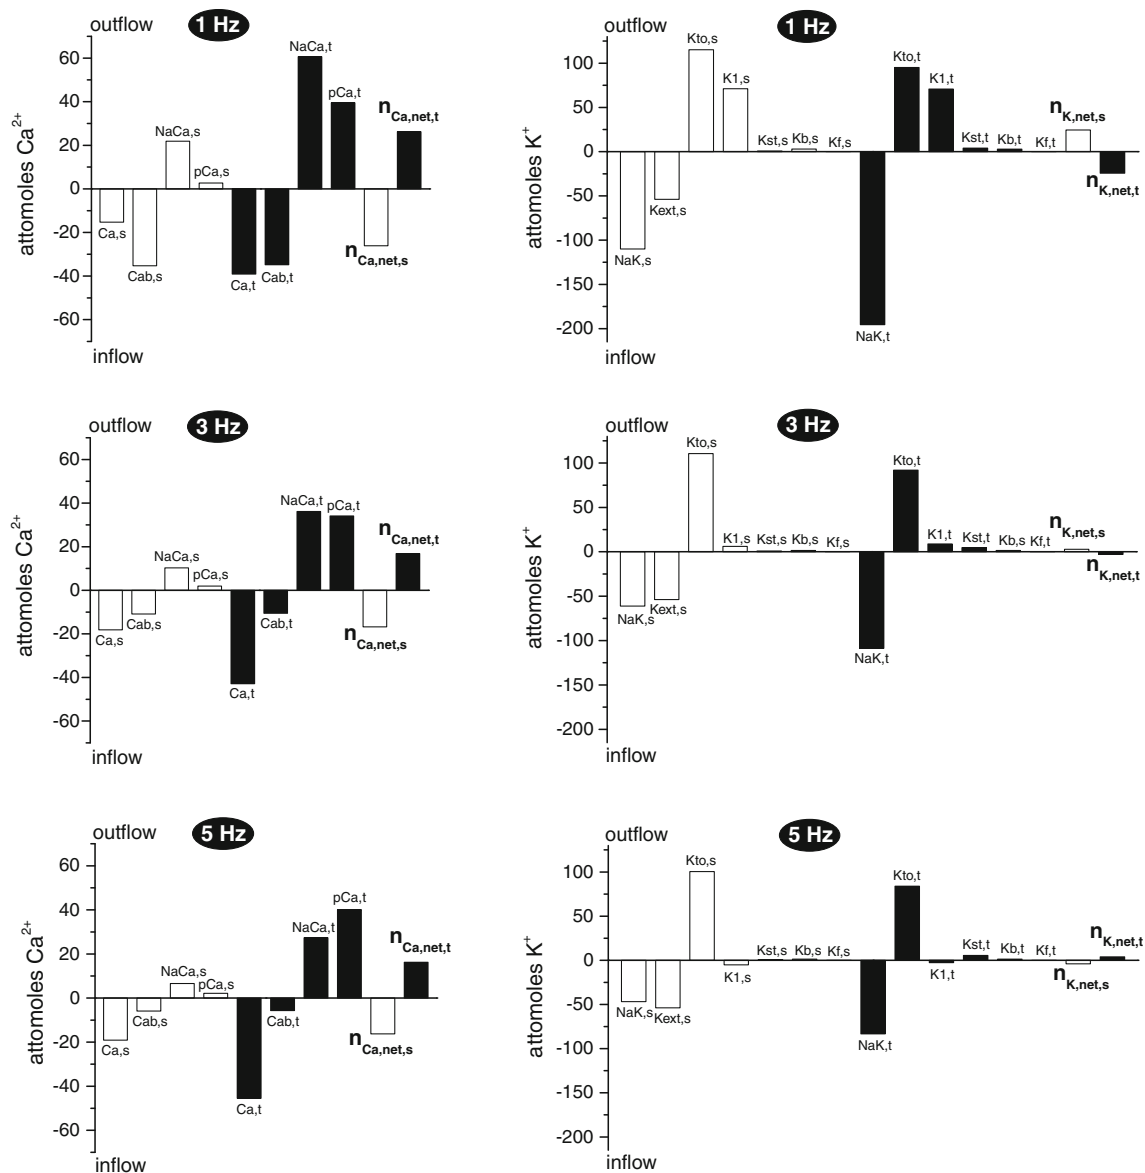 outflow 1 Hz
60
40
20
0
-20
-40
-60
attomoles Ca2+
NaCa,t
pCa,t
nCa,net,t
NaCa,s
pCa,s
Ca,s
Cab,s
Ca,t
Cab,t
nCa,net,s
inflow
outflow 1 Hz
100
50
0
-50
-100
-150
-200
attomoles K+
Kto,s
K1,s
Kst,s
Kb,s
Kf,s
Kto,t
K1,t
Kst,t
Kb,t
Kf,t
nK,net,s
nK,net,t
Kext,s
NaK,s
NaK,t
inflow
outflow 3 Hz
60
40
20
0
-20
-40
-60
attomoles Ca2+
NaCa,t
pCa,t
nCa,net,t
NaCa,s
pCa,s
Ca,s
Cab,s
Cab,t
Ca,t
nCa,net,s
inflow
outflow 3 Hz
100
50
0
-50
-100
-150
-200
attomoles K+
Kto,s
K1,s
Kst,s
Kb,s
Kf,s
Kto,t
K1,t
Kst,t
Kb,t
Kf,t
nK,net,s
nK,net,t
NaK,s
Kext,s
NaK,t
inflow
outflow 5 Hz
60
40
20
0
-20
-40
-60
attomoles Ca2+
pCa,t
NaCa,t
nCa,net,t
NaCa,s
pCa,s
Cab,s
Ca,s
Cab,t
Ca,t
nCa,net,s
inflow
outflow 5 Hz
100
50
0
-50
-100
-150
-200
attomoles K+
Kto,s
Kst,s
Kb,s
Kf,s
Kto,t
Kst,t
Kb,t
Kf,t
nK,net,t
K1,s
K1,t
nK,net,s
NaK,s
Kext,s
NaK,t
inflow